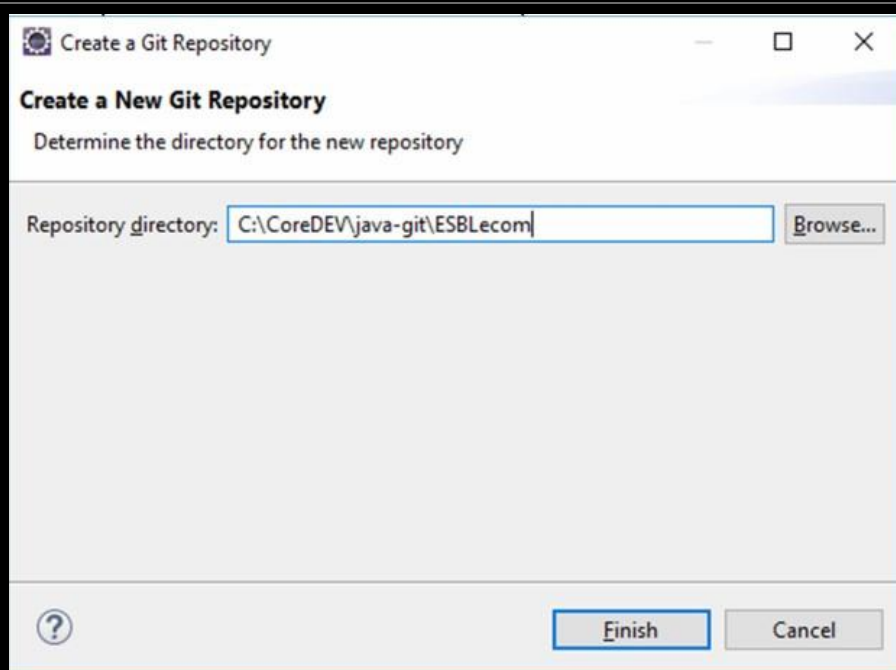 Create a Git Repository
Create a New Git Repository
Determine the directory for the new repository
Repository directory: C:\CoreDEV\java-git\ESBLecom Browse...
? Finish Cancel